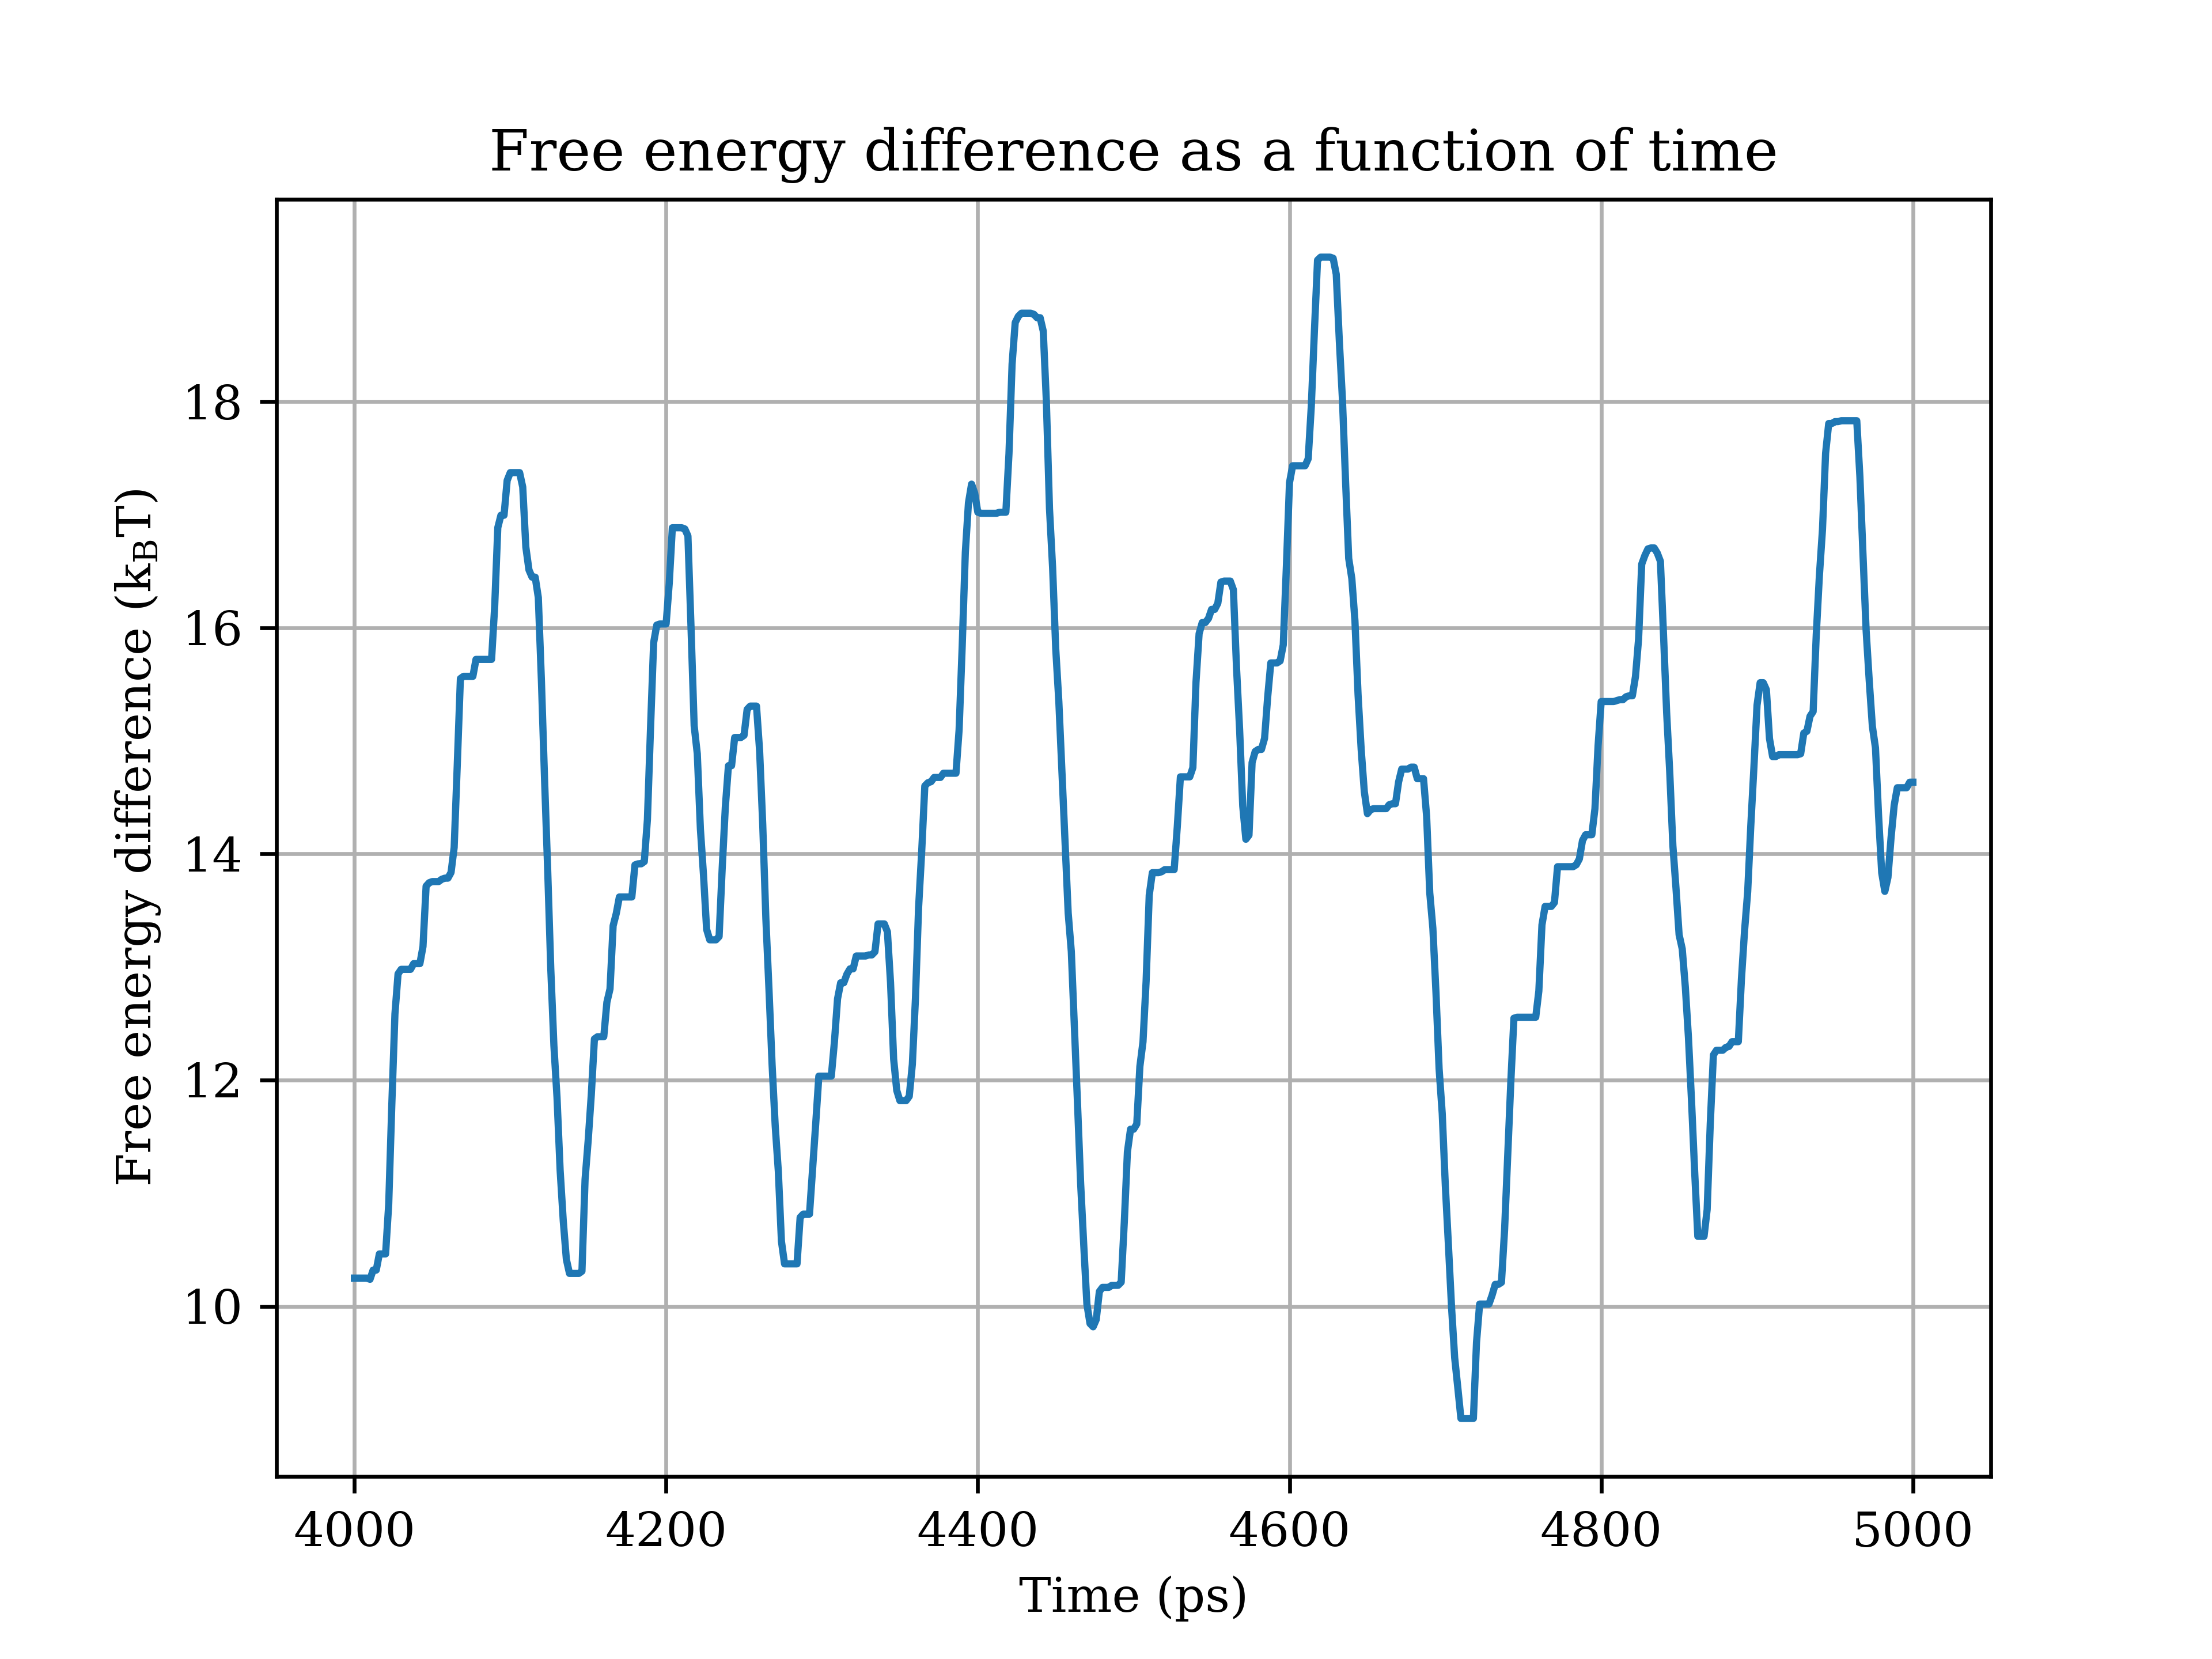 Free energy difference as a function of time
Free energy difference (k_BT)
18
16
14
12
10
4000 4200 4400 4600 4800 5000
Time (ps)